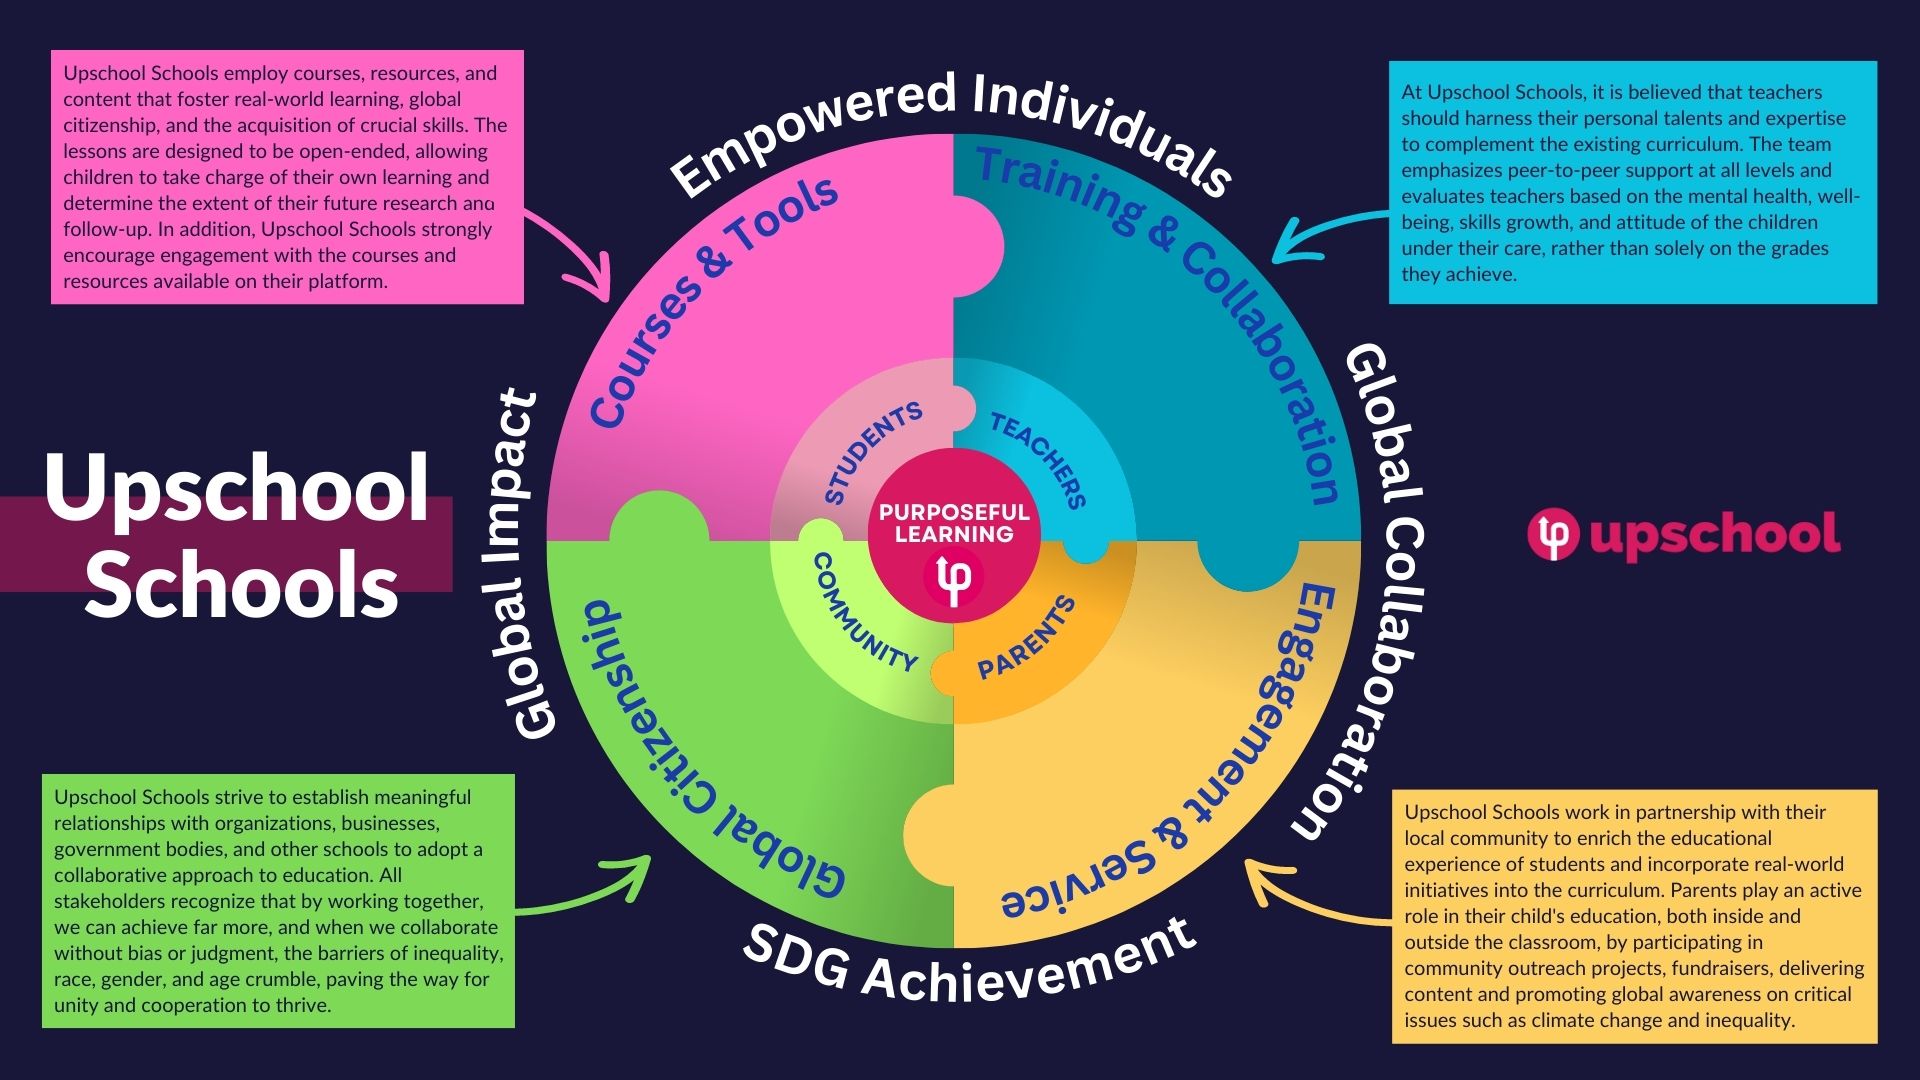 Upschool Schools employ courses, resources, and
content that foster real-world learning, global
citizenship, and the acquisition of crucial skills. The
lessons are designed to be open-ended, allowing
children to take charge of their own learning and
determine the extent of their future research and
follow-up. In addition, Upschool Schools strongly
encourage engagement with the courses and
resources available on their platform.
At Upschool Schools, it is believed that teachers
should harness their personal talents and expertise
to complement the existing curriculum. The team
emphasizes peer-to-peer support at all levels and
evaluates teachers based on the mental health, well-
being, skills growth, and attitude of the children
under their care, rather than solely on the grades
they achieve.
Empowered Individuals
Global Collaboration
SDG Achievement
Global Impact
Courses & Tools
Training & Collaboration
Engagement & Service
Global Citizenship
STUDENTS
TEACHERS
PARENTS
COMMUNITY
PURPOSEFUL
LEARNING
Upschool
Schools
upschool
Upschool Schools strive to establish meaningful
relationships with organizations, businesses,
government bodies, and other schools to adopt a
collaborative approach to education. All
stakeholders recognize that by working together,
we can achieve far more, and when we collaborate
without bias or judgment, the barriers of inequality,
race, gender, and age crumble, paving the way for
unity and cooperation to thrive.
Upschool Schools work in partnership with their
local community to enrich the educational
experience of students and incorporate real-world
initiatives into the curriculum. Parents play an active
role in their child's education, both inside and
outside the classroom, by participating in
community outreach projects, fundraisers, delivering
content and promoting global awareness on critical
issues such as climate change and inequality.